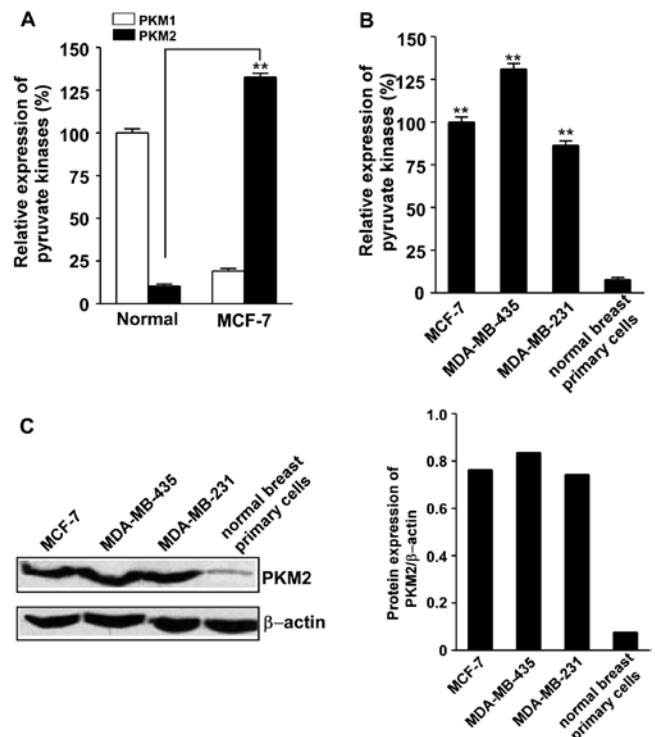 A
PKM1
PKM2
Relative expression of
pyruvate kinases (%)
150
125
100
75
50
25
0
**
Normal
MCF-7
B
Relative expression of
pyruvate kinases (%)
150
125
100
75
50
25
0
**
**
**
MCF-7
MDA-MB-435
MDA-MB-231
normal breast
primary cells
C
MCF-7
MDA-MB-435
MDA-MB-231
normal breast
primary cells
PKM2
β–actin
Protein expression of
PKM2/β–actin
1.0
0.8
0.6
0.4
0.2
0
MCF-7
MDA-MB-435
MDA-MB-231
normal breast
primary cells